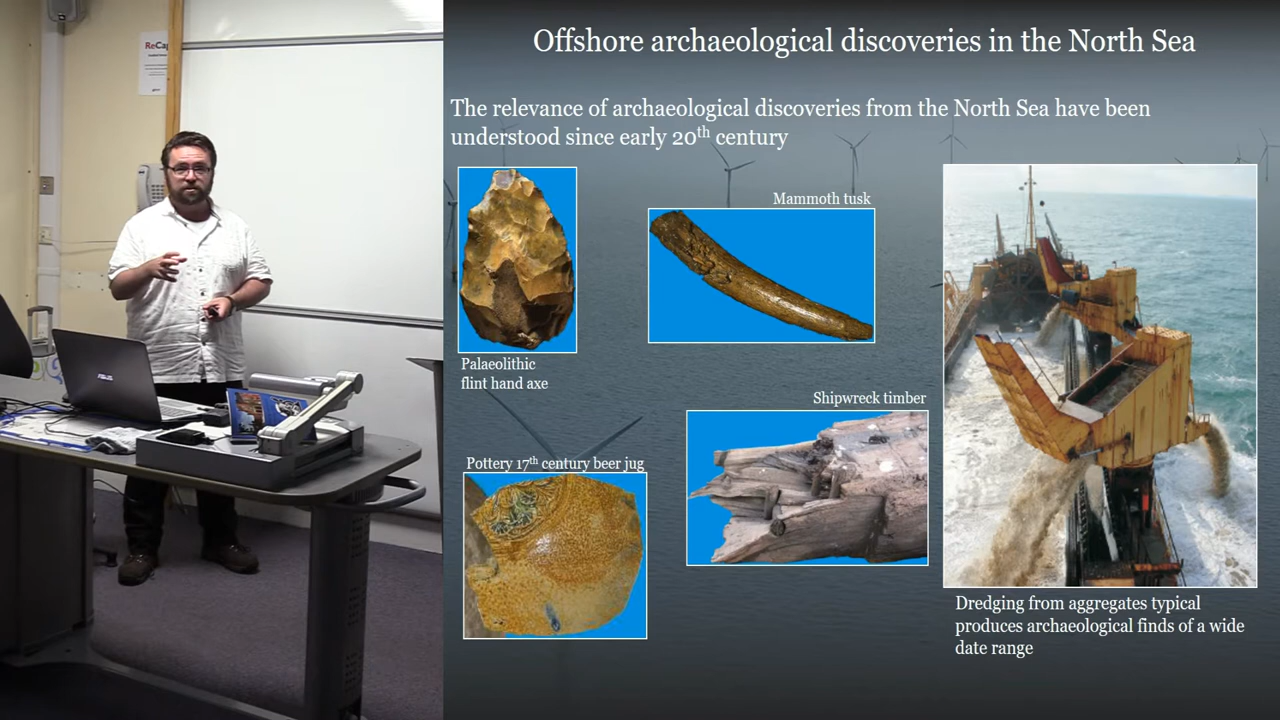 Offshore archaeological discoveries in the North Sea
The relevance of archaeological discoveries from the North Sea have been
understood since early 20th century
Mammoth tusk
Palaeolithic
flint hand axe
Shipwreck timber
Pottery 17th century beer jug
Dredging from aggregates typical
produces archaeological finds of a wide
date range
ASUS